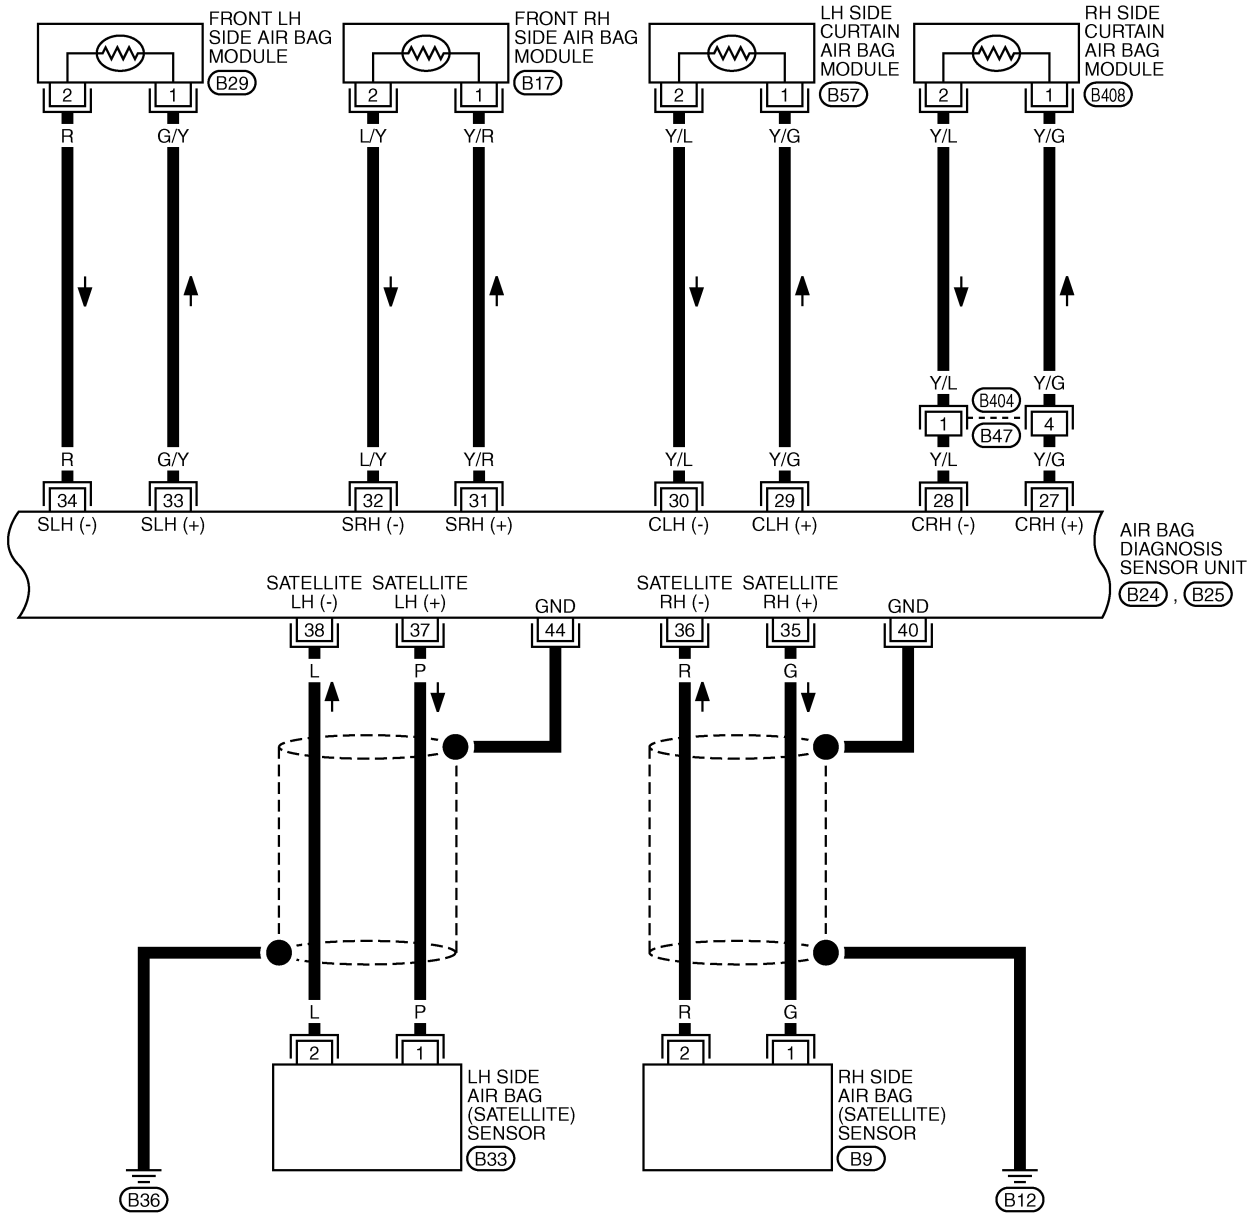 FRONT LH
SIDE AIR BAG
MODULE
B29
FRONT RH
SIDE AIR BAG
MODULE
B17
LH SIDE
CURTAIN
AIR BAG
MODULE
B57
RH SIDE
CURTAIN
AIR BAG
MODULE
B408
2 1 2 1 2 1 2 1
R G/Y L/Y Y/R Y/L Y/G Y/L Y/G
Y/L Y/G
B404
1 4
B47
R G/Y L/Y Y/R Y/L Y/G Y/L Y/G
34 33 32 31 30 29 28 27
SLH (-) SLH (+) SRH (-) SRH (+) CLH (-) CLH (+) CRH (-) CRH (+)
AIR BAG
DIAGNOSIS
SENSOR UNIT
B24 , B25
SATELLITE
LH (-)
SATELLITE
LH (+)
GND
SATELLITE
RH (-)
SATELLITE
RH (+)
GND
38 37 44 36 35 40
L P R G
L P R G
2 1 2 1
LH SIDE
AIR BAG
(SATELLITE)
SENSOR
B33
RH SIDE
AIR BAG
(SATELLITE)
SENSOR
B9
B36
B12